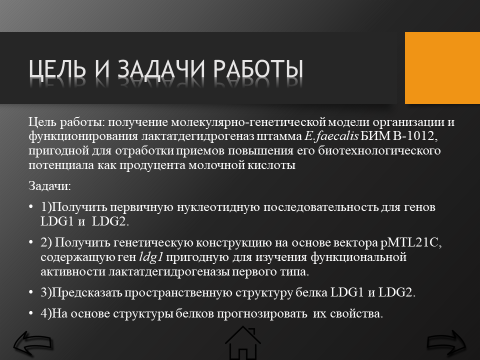 ЦЕЛЬ И ЗАДАЧИ РАБОТЫ
Цель работы: получение молекулярно-генетической модели организации и
функционирования лактатдегидрогеназ штамма E.faecalis БИМ В-1012,
пригодной для отработки приемов повышения его биотехнологического
потенциала как продуцента молочной кислоты
Задачи:
• 1)Получить первичную нуклеотидную последовательность для генов
LDG1 и LDG2.
• 2) Получить генетическую конструкцию на основе вектора pMTL21C,
содержащую ген ldg1 пригодную для изучения функциональной
активности лактатдегидрогеназы первого типа.
• 3)Предсказать пространственную структуру белка LDG1 и LDG2.
• 4)На основе структуры белков прогнозировать их свойства.